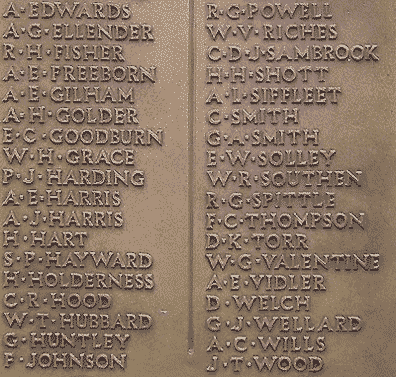 A·EDWARDS
A·G·ELLENDER
R·H·FISHER
A·E·FREEBORN
A·E·GILHAM
A·H·GOLDER
E·C·GOODBURN
W·H·GRACE
P·J·HARDING
A·E·HARRIS
A·J·HARRIS
H·HART
S·P·HAYWARD
H·HOLDERNESS
C·R·HOOD
W·T·HUBBARD
G·HUNTLEY
F·JOHNSON
R·G·POWELL
W·V·RICHES
C·D·J·SAMBROOK
H·H·SHOTT
A·I·SIFFLEET
C·SMITH
G·A·SMITH
E·W·SOLLEY
W·R·SOUTHEN
R·G·SPITTLE
F·C·THOMPSON
D·K·TORR
W·G·VALENTINE
A·E·VIDLER
D·WELCH
G·J·WELLARD
A·C·WILLS
J·T·WOOD